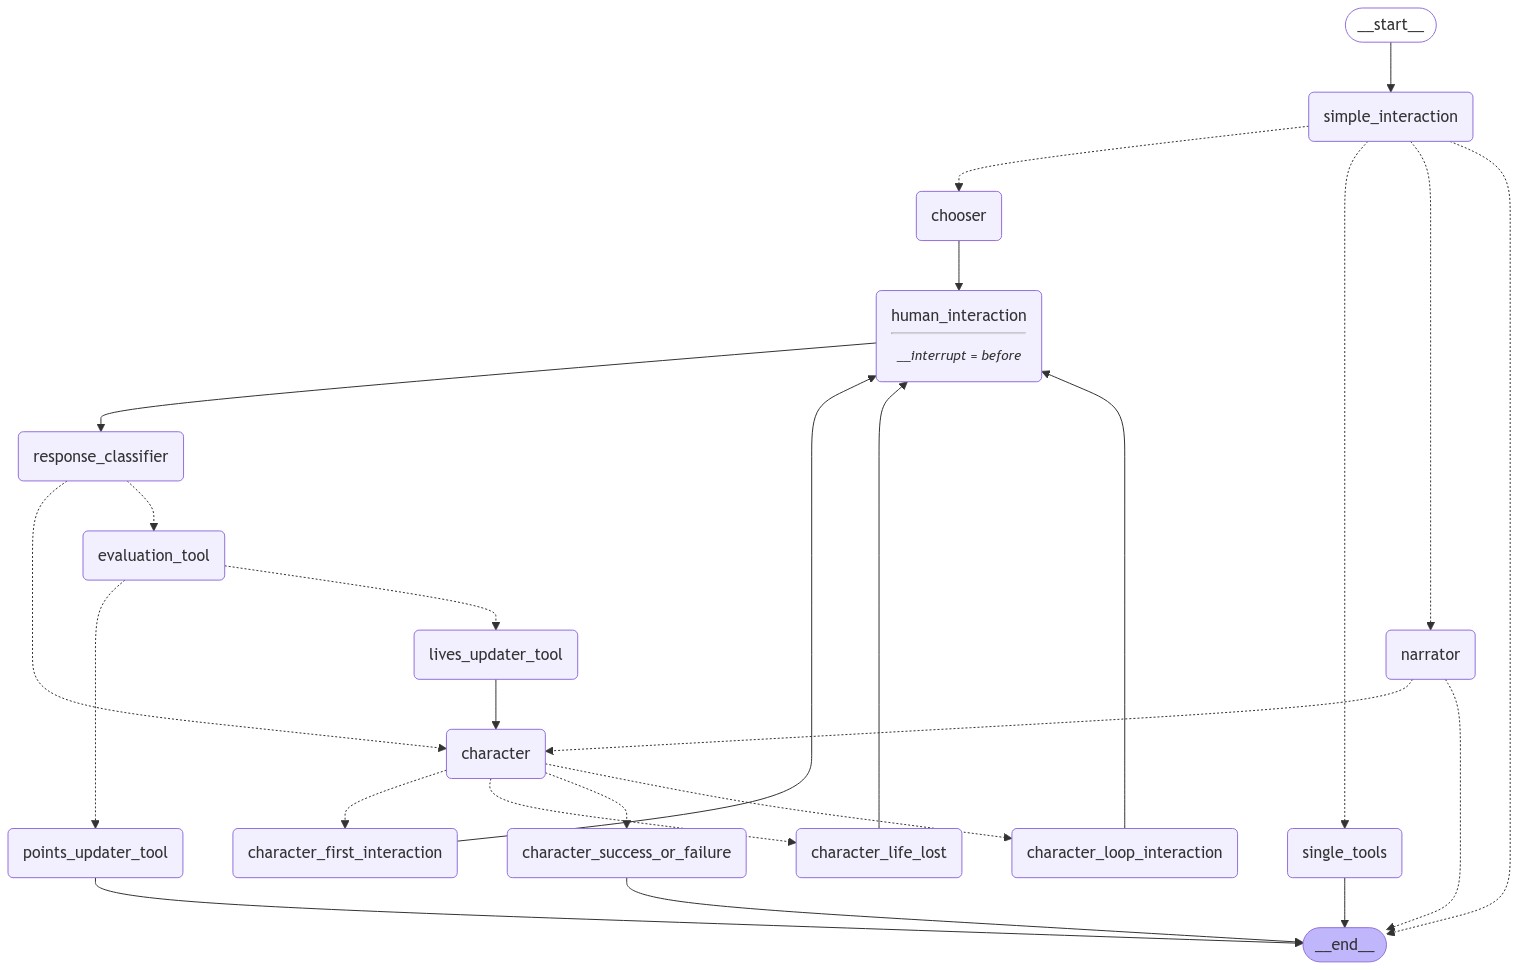 __start__
simple_interaction
chooser
human_interaction
__interrupt = before
response_classifier
evaluation_tool
lives_updater_tool
narrator
character
points_updater_tool
character_first_interaction
character_success_or_failure
character_life_lost
character_loop_interaction
single_tools
__end__